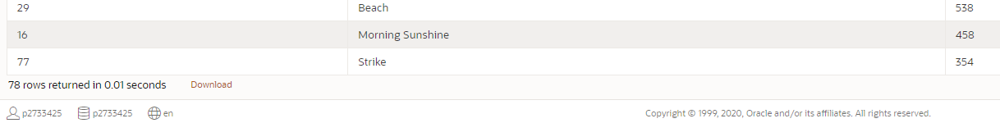 29 Beach 538
16 Morning Sunshine 458
77 Strike 354
78 rows returned in 0.01 seconds Download
p2733425 p2733425 en Copyright © 1999, 2020, Oracle and/or its affiliates. All rights reserved.